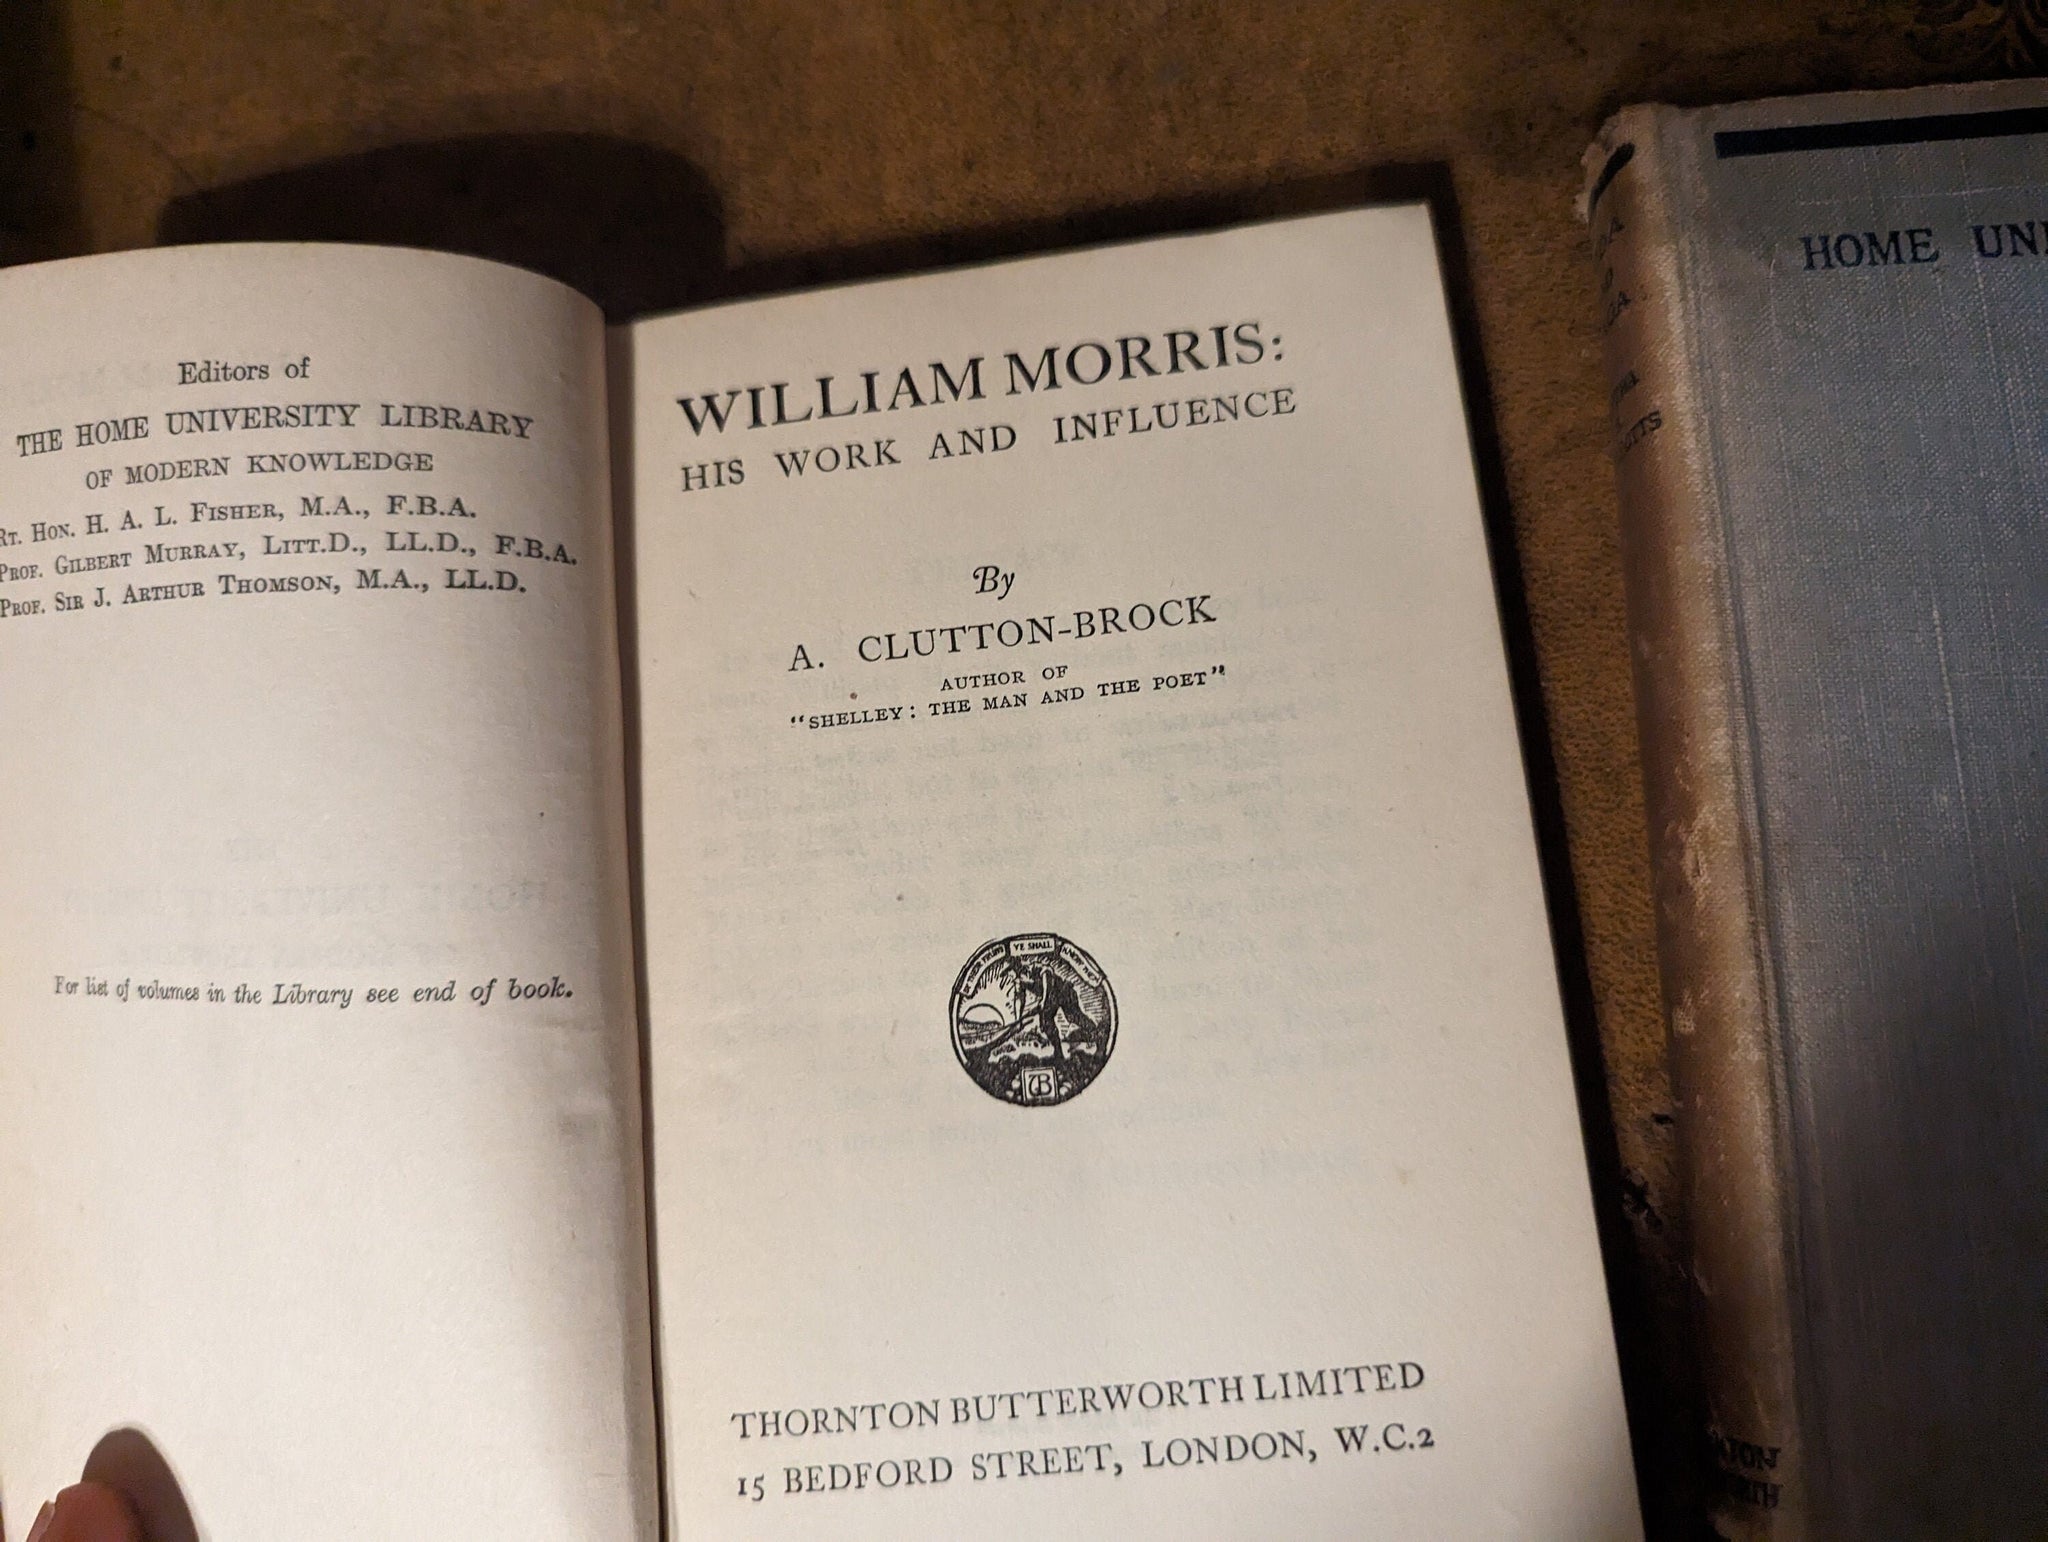 Editors of
THE HOME UNIVERSITY LIBRARY
OF MODERN KNOWLEDGE
RT. HON. H. A. L. FISHER, M.A., F.B.A.
PROF. GILBERT MURRAY, LITT.D., LL.D., F.B.A.
PROF. SIR J. ARTHUR THOMSON, M.A., LL.D.
For list of volumes in the Library see end of book.
WILLIAM MORRIS:
HIS WORK AND INFLUENCE
By
A. CLUTTON-BROCK
AUTHOR OF
"SHELLEY: THE MAN AND THE POET"
YE SHALL
TB
THORNTON BUTTERWORTH LIMITED
15 BEDFORD STREET, LONDON, W.C.2
HOME